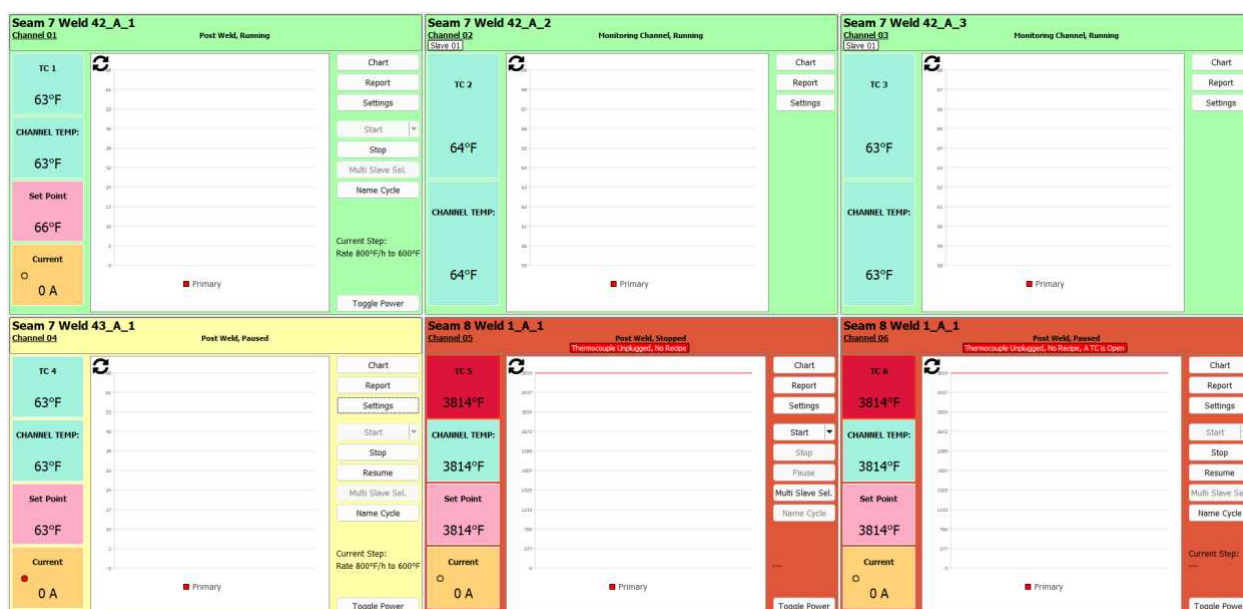 Seam 7 Weld 42_A_1
Channel 01
Post Weld, Running
TC 1
63°F
CHANNEL TEMP:
63°F
Set Point
66°F
Current
0 A
Primary
Chart
Report
Settings
Start
Stop
Multi Slave Sel.
Name Cycle
Current Step:
Rate 800°F/h to 600°F
Toggle Power
Seam 7 Weld 42_A_2
Channel 02
Slave 01
Monitoring Channel, Running
TC 2
64°F
CHANNEL TEMP:
64°F
Primary
Chart
Report
Settings
Seam 7 Weld 42_A_3
Channel 03
Slave 01
Monitoring Channel, Running
TC 3
63°F
CHANNEL TEMP:
63°F
Primary
Chart
Report
Settings
Seam 7 Weld 43_A_1
Channel 04
Post Weld, Paused
TC 4
63°F
CHANNEL TEMP:
63°F
Set Point
63°F
Current
0 A
Primary
Chart
Report
Settings
Start
Stop
Resume
Multi Slave Sel.
Name Cycle
Current Step:
Rate 800°F/h to 600°F
Toggle Power
Seam 8 Weld 1_A_1
Channel 05
Post Weld, Stopped
Thermocouple Unplugged, No Recipe
TC 5
3814°F
CHANNEL TEMP:
3814°F
Set Point
3814°F
Current
0 A
Primary
Chart
Report
Settings
Start
Stop
Pause
Multi Slave Sel.
Name Cycle
---
Toggle Power
Seam 8 Weld 1_A_1
Channel 06
Post Weld, Paused
Thermocouple Unplugged, No Recipe, A TC is Open
TC 6
3814°F
CHANNEL TEMP:
3814°F
Set Point
3814°F
Current
0 A
Primary
Chart
Report
Settings
Start
Stop
Resume
Multi Slave Se
Name Cycle
Current Step:
---
Toggle Power